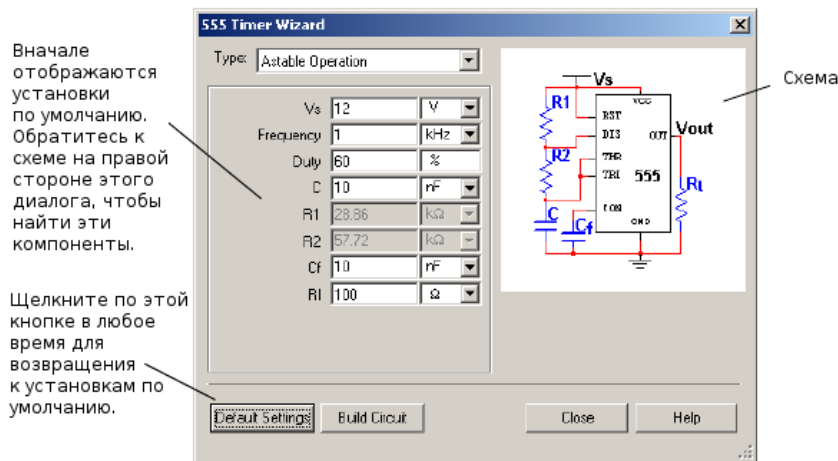 555 Timer Wizard
Вначале
отображаются
установки
по умолчанию.
Обратитесь к
схеме на правой
стороне этого
диалога, чтобы
найти эти
компоненты.
Щелкните по этой
кнопке в любое
время для
возвращения
к установкам по
умолчанию.
Type: Astable Operation
Vs 12 V
Frequency 1 kHz
Duty 60 %
C 10 nF
R1 28.86 kΩ
R2 57.72 kΩ
Cf 10 nF
Rl 100 Ω
Default Settings
Build Circuit
Close
Help
Vs
R1
VCC
RST
DIS
OUT
Vout
R2
THR
TRI
555
RL
C
CON
Cf
GND
Схема